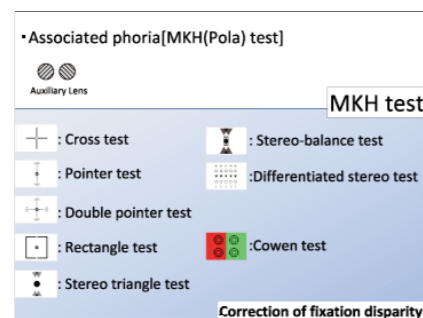 ・Associated phoria[MKH(Pola) test]
Auxiliary Lens
MKH test
: Cross test
: Pointer test
: Double pointer test
: Rectangle test
: Stereo triangle test
: Stereo-balance test
:Differentiated stereo test
:Cowen test
Correction of fixation disparity